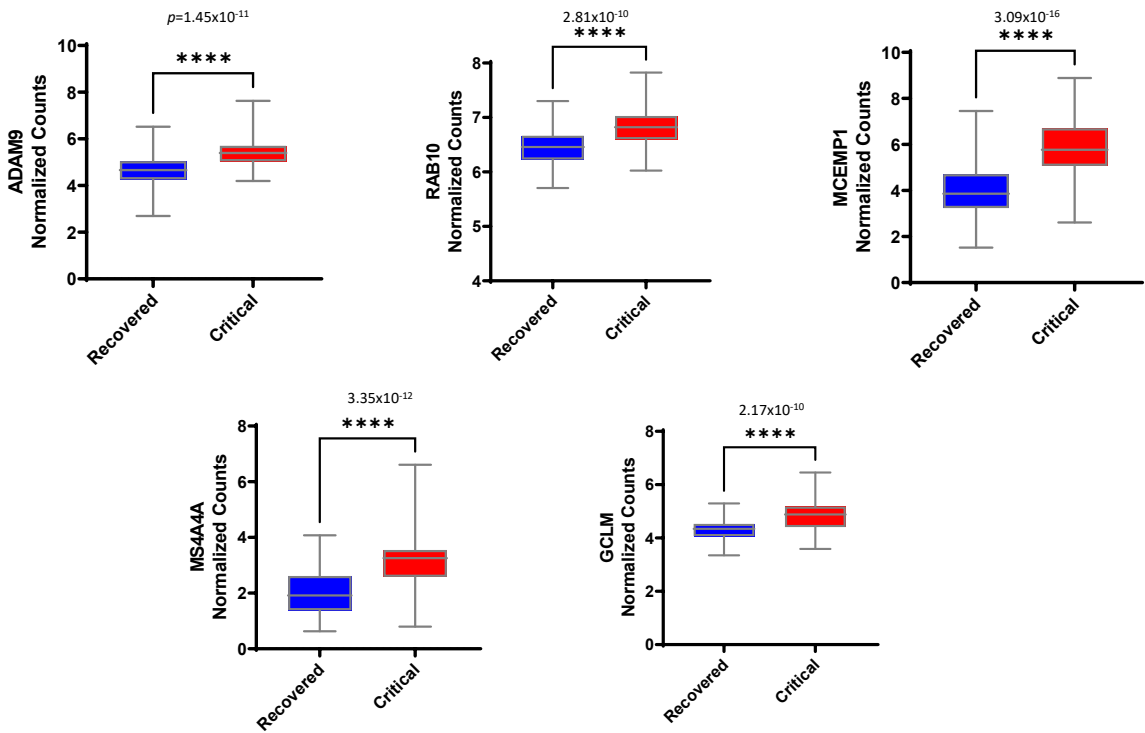 p=1.45x10-11
****
ADAM9
Normalized Counts
10
8
6
4
2
0
Recovered
Critical
2.81x10-10
****
RAB10
Normalized Counts
8
7
6
5
4
Recovered
Critical
3.09x10-16
****
MCEMP1
Normalized Counts
10
8
6
4
2
0
Recovered
Critical
3.35x10-12
****
MS4A4A
Normalized Counts
8
6
4
2
0
Recovered
Critical
2.17x10-10
****
GCLM
Normalized Counts
8
6
4
2
0
Recovered
Critical